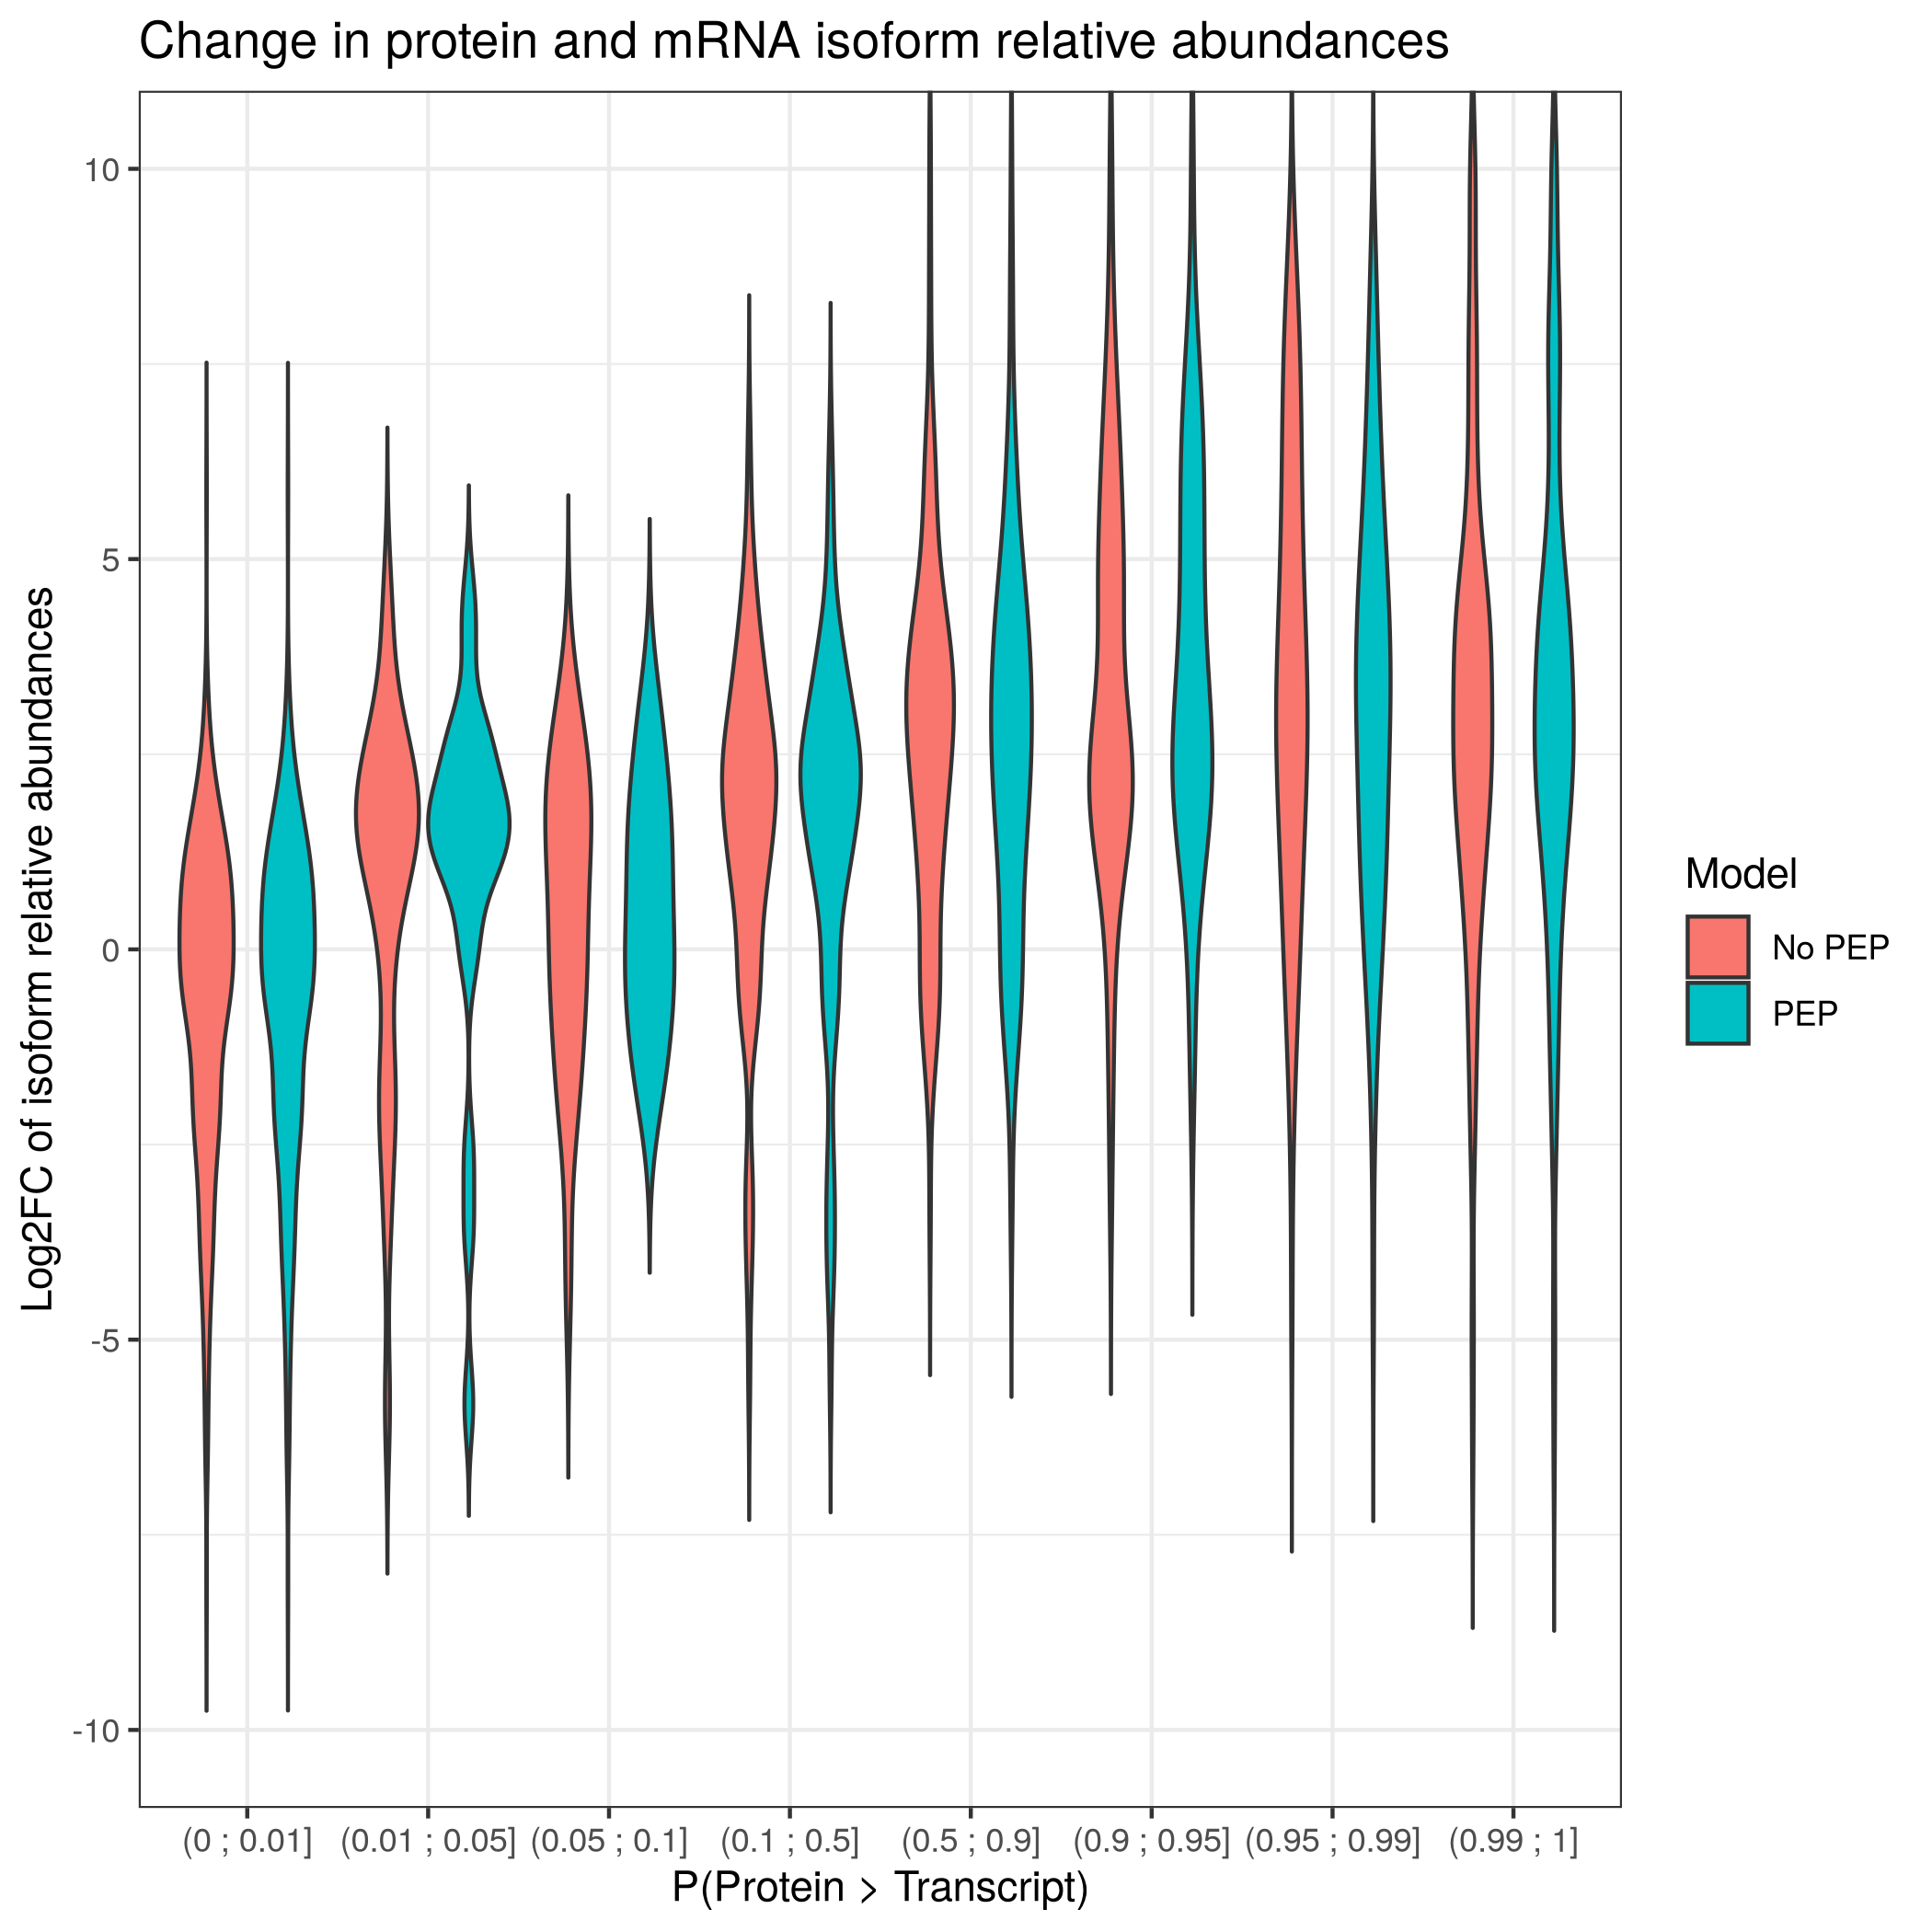 Change in protein and mRNA isoform relative abundances
Log2FC of isoform relative abundances
10
5
0
-5
-10
(0 ; 0.01] (0.01 ; 0.05] (0.05 ; 0.1] (0.1 ; 0.5] (0.5 ; 0.9] (0.9 ; 0.95] (0.95 ; 0.99] (0.99 ; 1]
P(Protein > Transcript)
Model
No PEP
PEP